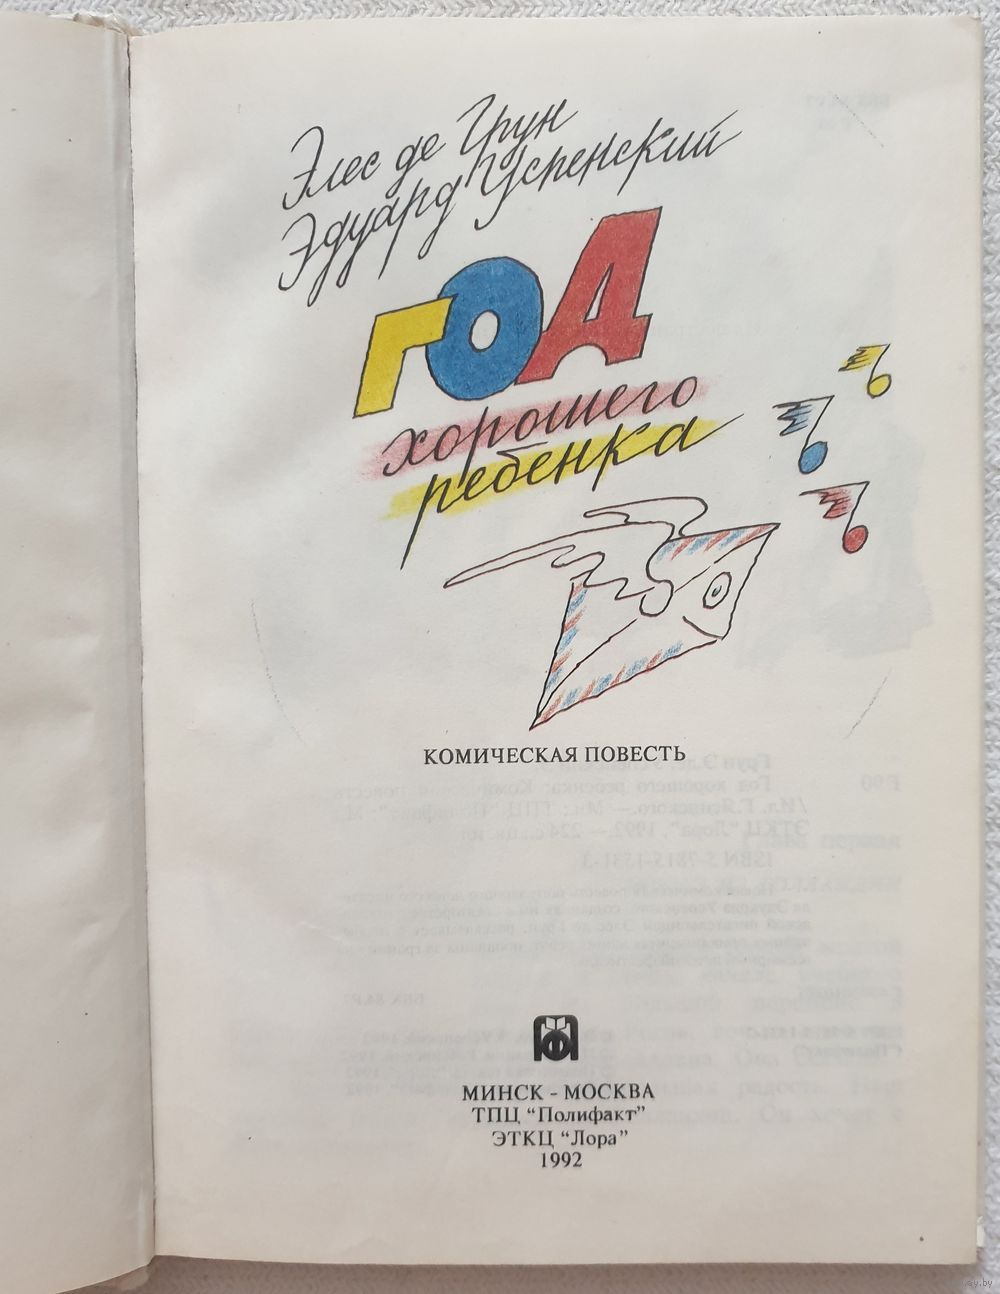 Элес де Грун
Эдуард Успенский
ГОД
хорошего
ребенка
КОМИЧЕСКАЯ ПОВЕСТЬ
МИНСК - МОСКВА
ТПЦ "Полифакт"
ЭТКЦ "Лора"
1992